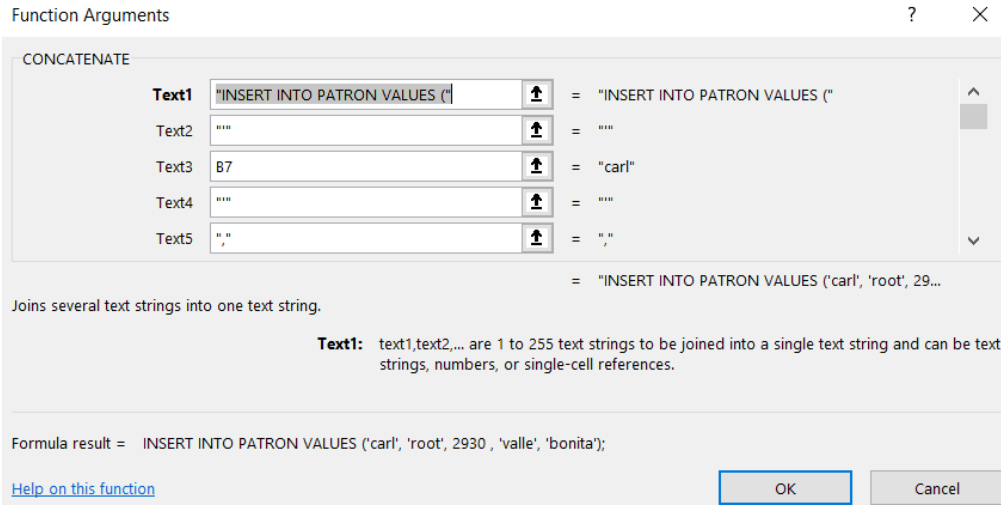 Function Arguments ? ×
CONCATENATE
Text1 "INSERT INTO PATRON VALUES (" = "INSERT INTO PATRON VALUES ("
Text2 "'" = "'"
Text3 B7 = "carl"
Text4 "'" = "'"
Text5 "," = ","
= "INSERT INTO PATRON VALUES ('carl', 'root', 29...
Joins several text strings into one text string.
Text1: text1,text2,... are 1 to 255 text strings to be joined into a single text string and can be text
strings, numbers, or single-cell references.
Formula result = INSERT INTO PATRON VALUES ('carl', 'root', 2930 , 'valle', 'bonita');
Help on this function OK Cancel